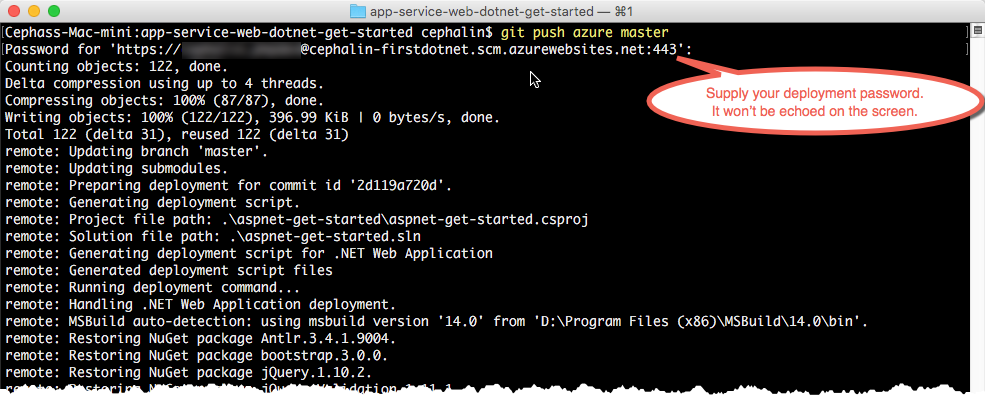 app-service-web-dotnet-get-started — ⌘1
[Cephass-Mac-mini:app-service-web-dotnet-get-started cephalin$ git push azure master ]
[Password for 'https:// @cephalin-firstdotnet.scm.azurewebsites.net:443': ]
Counting objects: 122, done.
Delta compression using up to 4 threads.
Compressing objects: 100% (87/87), done.
Writing objects: 100% (122/122), 396.99 KiB | 0 bytes/s, done.
Total 122 (delta 31), reused 122 (delta 31)
remote: Updating branch 'master'.
remote: Updating submodules.
remote: Preparing deployment for commit id '2d119a720d'.
remote: Generating deployment script.
remote: Project file path: .\aspnet-get-started\aspnet-get-started.csproj
remote: Solution file path: .\aspnet-get-started.sln
remote: Generating deployment script for .NET Web Application
remote: Generated deployment script files
remote: Running deployment command...
remote: Handling .NET Web Application deployment.
remote: MSBuild auto-detection: using msbuild version '14.0' from 'D:\Program Files (x86)\MSBuild\14.0\bin'.
remote: Restoring NuGet package Antlr.3.4.1.9004.
remote: Restoring NuGet package bootstrap.3.0.0.
remote: Restoring NuGet package jQuery.1.10.2.
remote: Restoring
Supply your deployment password.
It won't be echoed on the screen.